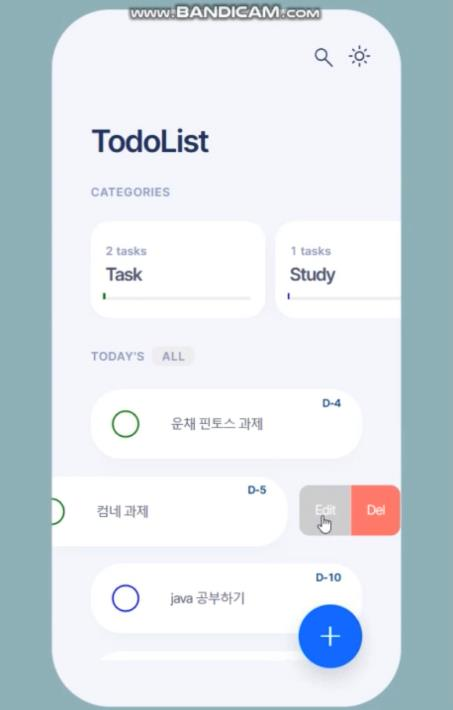 www.BANDICAM.com
TodoList
CATEGORIES
2 tasks
1 tasks
Task
Study
TODAY'S ALL
D-4
운채 핀토스 과제
D-5
컴네 과제
Edit Del
D-10
java 공부하기